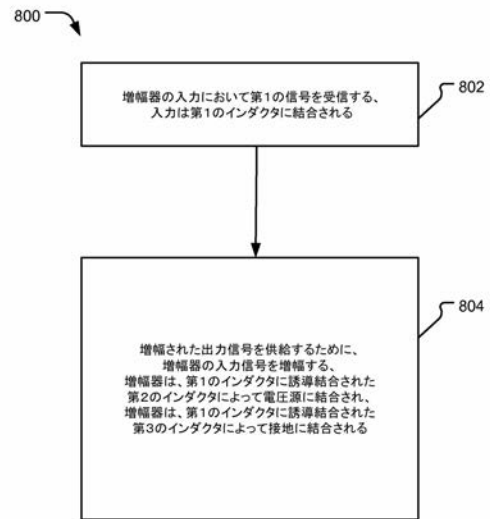 800
802
増幅器の入力において第1の信号を受信する、
入力は第1のインダクタに結合される
804
増幅された出力信号を供給するために、
増幅器の入力信号を増幅する、
増幅器は、第1のインダクタに誘導結合された
第2のインダクタによって電圧源に結合され、
増幅器は、第1のインダクタに誘導結合された
第3のインダクタによって接地に結合される